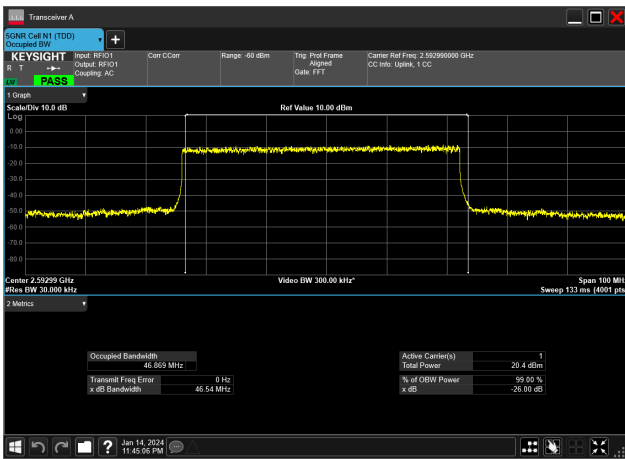 Transceiver A
5GNR Cell N1 (TDD)
Occupied BW
KEYSIGHT
R T
LNI PASS
Input: RFIO1
Output: RFIO1
Coupling: AC
Corr CCorr
Range: -60 dBm
Trig: Prot Frame
Aligned
Gate: FFT
Carrier Ref Freq: 2.592990000 GHz
CC Info: Uplink, 1 CC
1 Graph
Scale/Div 10.0 dB
Ref Value 10.00 dBm
Log
0.00
-10.0
-20.0
-30.0
-40.0
-50.0
-60.0
-70.0
-80.0
Center 2.59299 GHz
Video BW 300.00 kHz*
Span 100 MHz
#Res BW 30.000 kHz
Sweep 133 ms (4001 pts
2 Metrics
Occupied Bandwidth
46.869 MHz
Active Carrier(s) 1
Total Power 20.4 dBm
Transmit Freq Error 0 Hz
x dB Bandwidth 46.54 MHz
% of OBW Power 99.00 %
x dB -26.00 dB
? Jan 14, 2024
11:45:06 PM